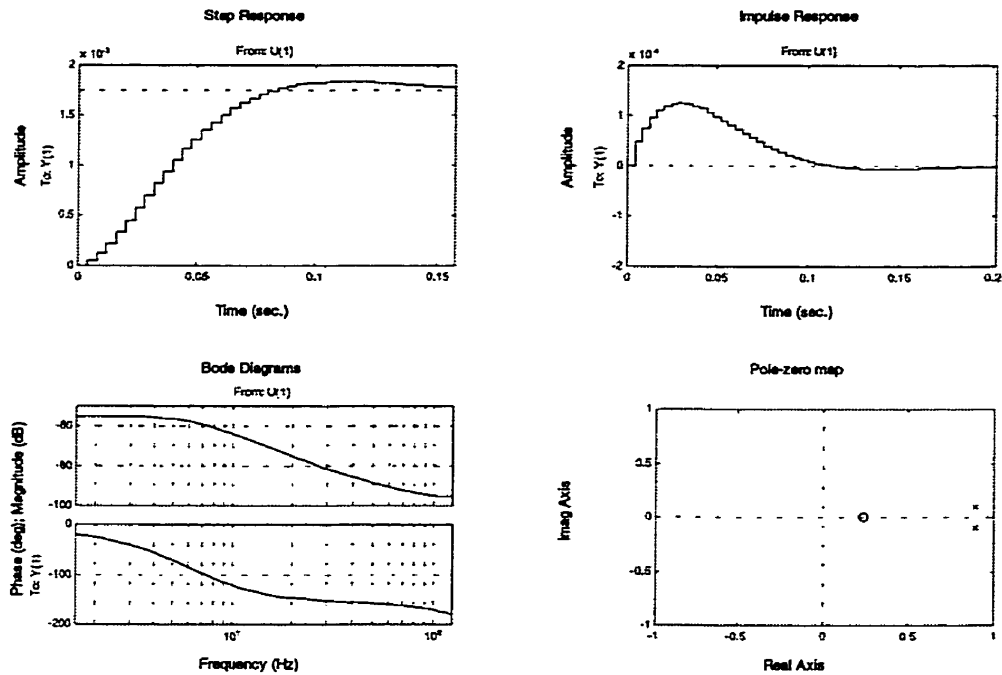 Step Response
From: U(1)
x 10⁻³
2
1.5
1
0.5
0
0
0.05
0.1
0.15
Amplitude
To: Y(1)
Time (sec.)
Impulse Response
From: U(1)
x 10⁻⁴
2
1
0
-1
-2
0
0.05
0.1
0.15
0.2
Amplitude
To: Y(1)
Time (sec.)
Bode Diagrams
From: U(1)
-80
-100
0
-100
-200
Phase (deg); Magnitude (dB)
To: Y(1)
Frequency (Hz)
Pole-zero map
1
0.5
0
-0.5
-1
-1
-0.5
0
0.5
1
Imag Axis
Real Axis